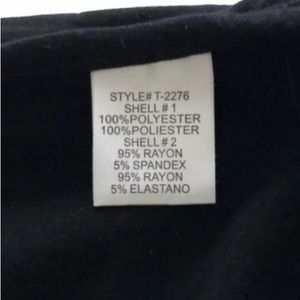 STYLE# T-2276
SHELL # 1
100%POLYESTER
100%POLIESTER
SHELL # 2
95% RAYON
5% SPANDEX
95% RAYON
5% ELASTANO